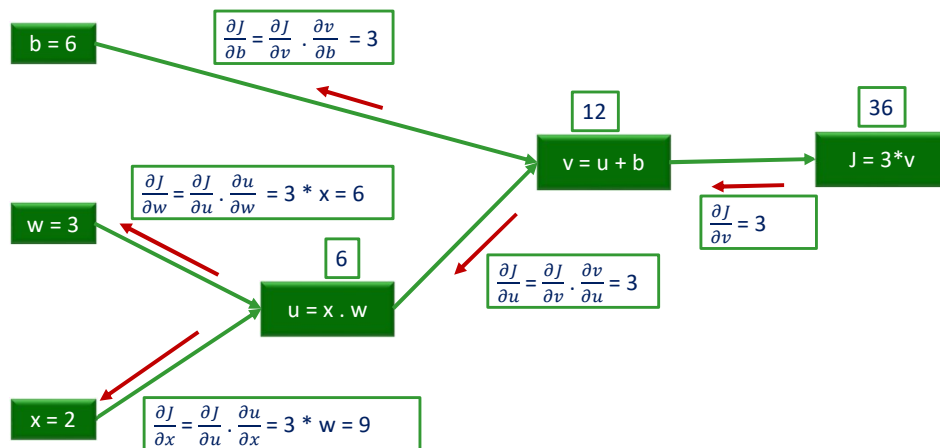 b = 6
∂J/∂b = ∂J/∂v . ∂v/∂b = 3
12
36
v = u + b
J = 3*v
∂J/∂w = ∂J/∂u . ∂u/∂w = 3 * x = 6
w = 3
∂J/∂v = 3
6
∂J/∂u = ∂J/∂v . ∂v/∂u = 3
u = x . w
x = 2
∂J/∂x = ∂J/∂u . ∂u/∂x = 3 * w = 9